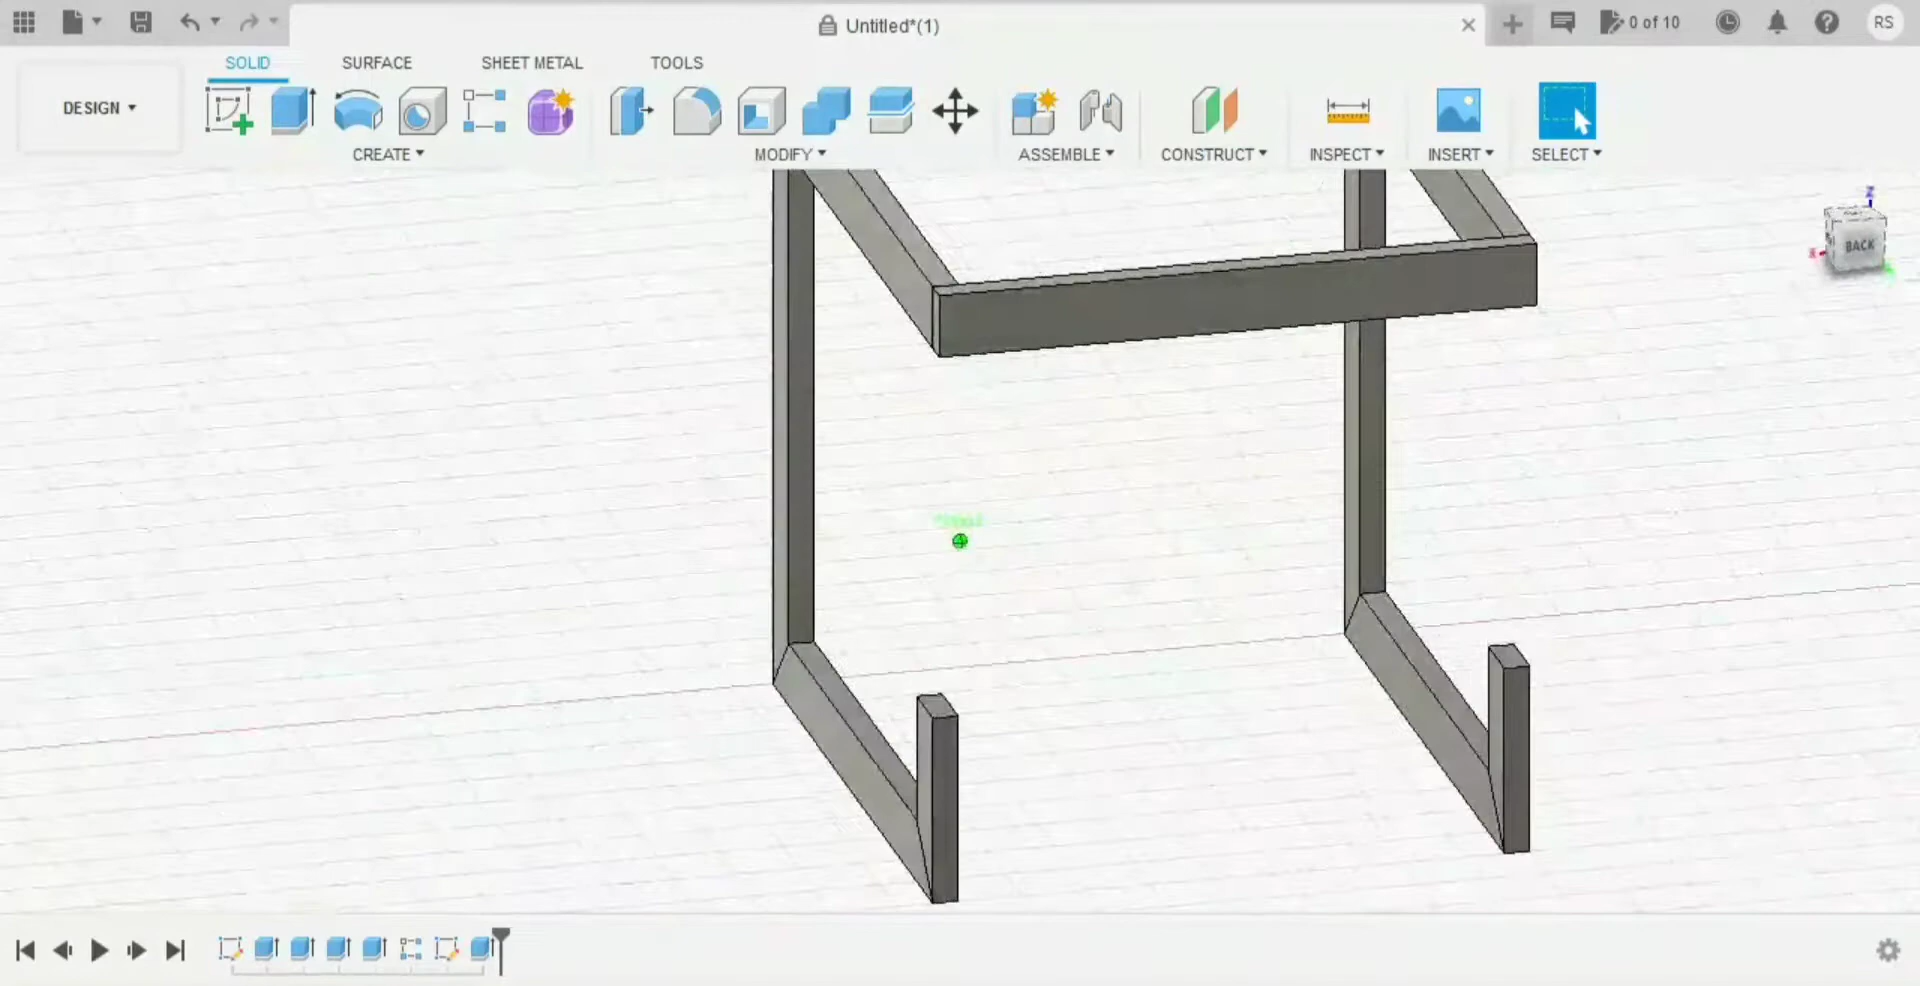 Untitled*(1)
0 of 10
RS
SOLID
SURFACE
SHEET METAL
TOOLS
DESIGN
CREATE
MODIFY
ASSEMBLE
CONSTRUCT
INSPECT
INSERT
SELECT
Z
BACK